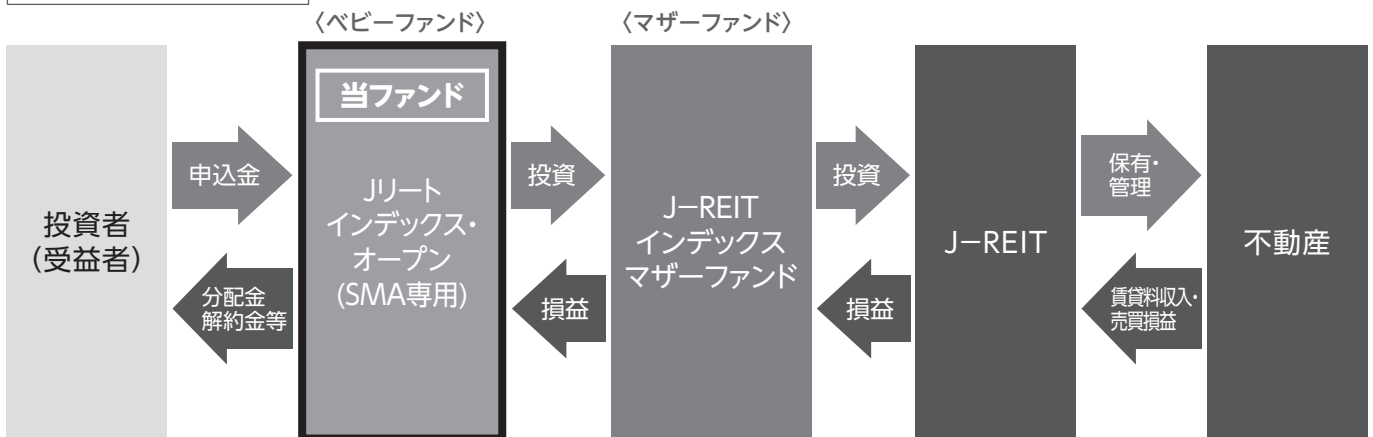 〈ベビーファンド〉
〈マザーファンド〉
投資者
(受益者)
申込金
分配金
解約金等
当ファンド
Jリート
インデックス・
オープン
(SMA専用)
投資
損益
J−REIT
インデックス
マザーファンド
投資
損益
J−REIT
保有・
管理
賃貸料収入・
売買損益
不動産